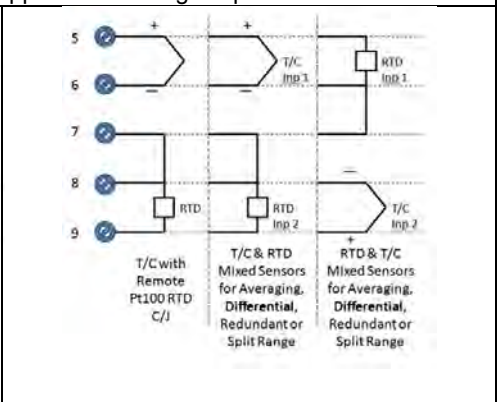 5
+
+
RTD
Inp 1
T/C
Inp 1
6
–
–
7
8
–
RTD
RTD
Inp 2
T/C
Inp 2
9
+
T/C with
Remote
Pt100 RTD
C/J
T/C & RTD
Mixed Sensors
for Averaging,
Differential,
Redundant or
Split Range
RTD & T/C
Mixed Sensors
for Averaging,
Differential,
Redundant or
Split Range